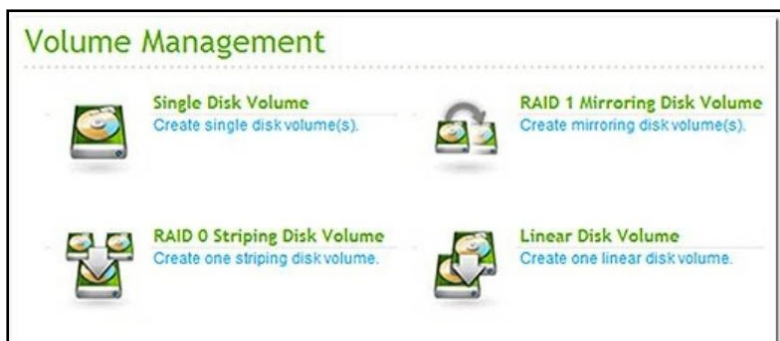 Volume Management
Single Disk Volume
Create single disk volume(s).
RAID 1 Mirroring Disk Volume
Create mirroring disk volume(s).
RAID 0 Striping Disk Volume
Create one striping disk volume.
Linear Disk Volume
Create one linear disk volume.